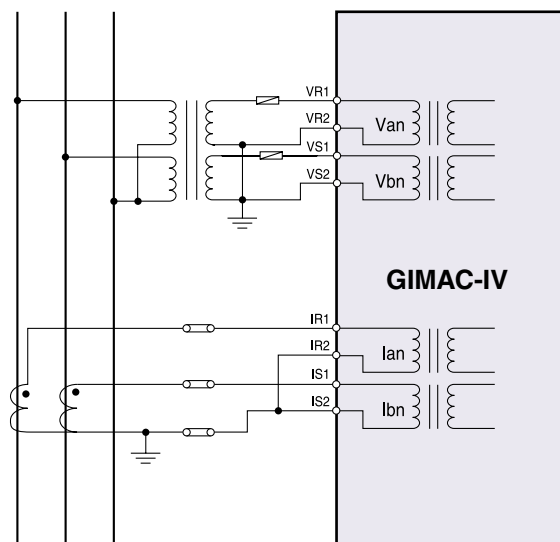 VR1
VR2
Van
VS1
VS2
Vbn
GIMAC-IV
IR1
IR2
Ian
IS1
IS2
Ibn